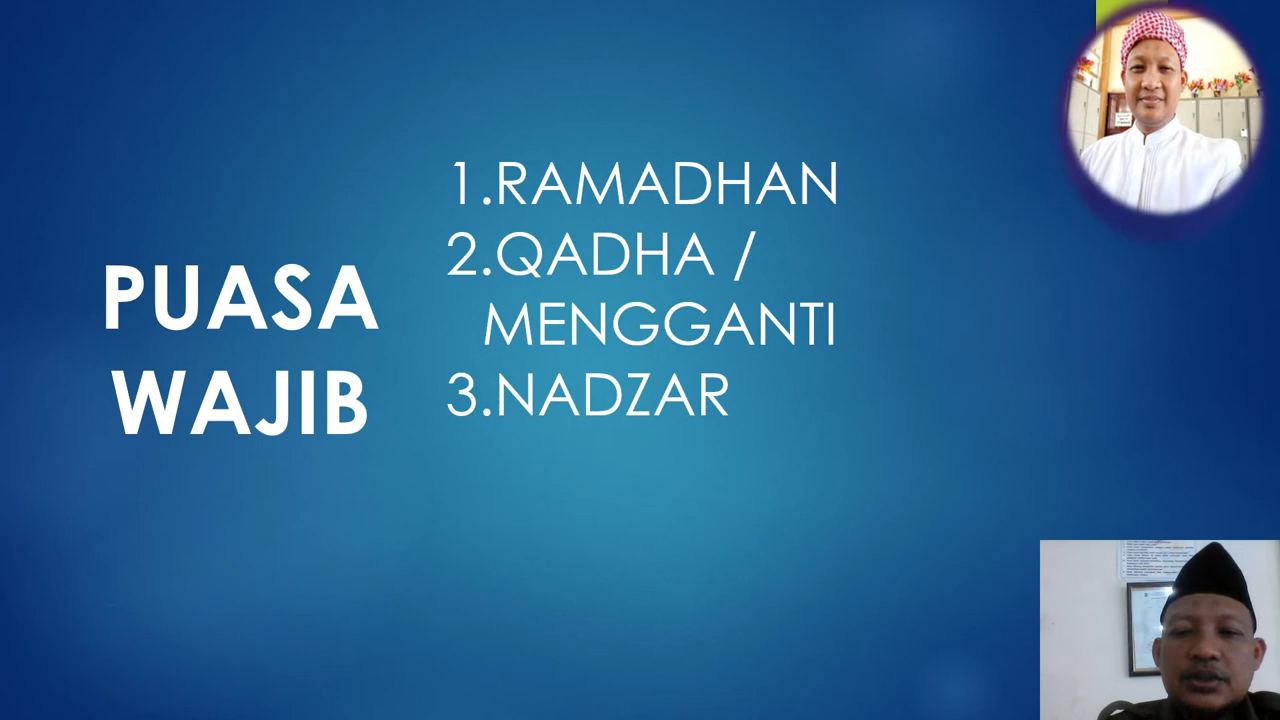 PUASA
WAJIB
1.RAMADHAN
2.QADHA /
MENGGANTI
3.NADZAR